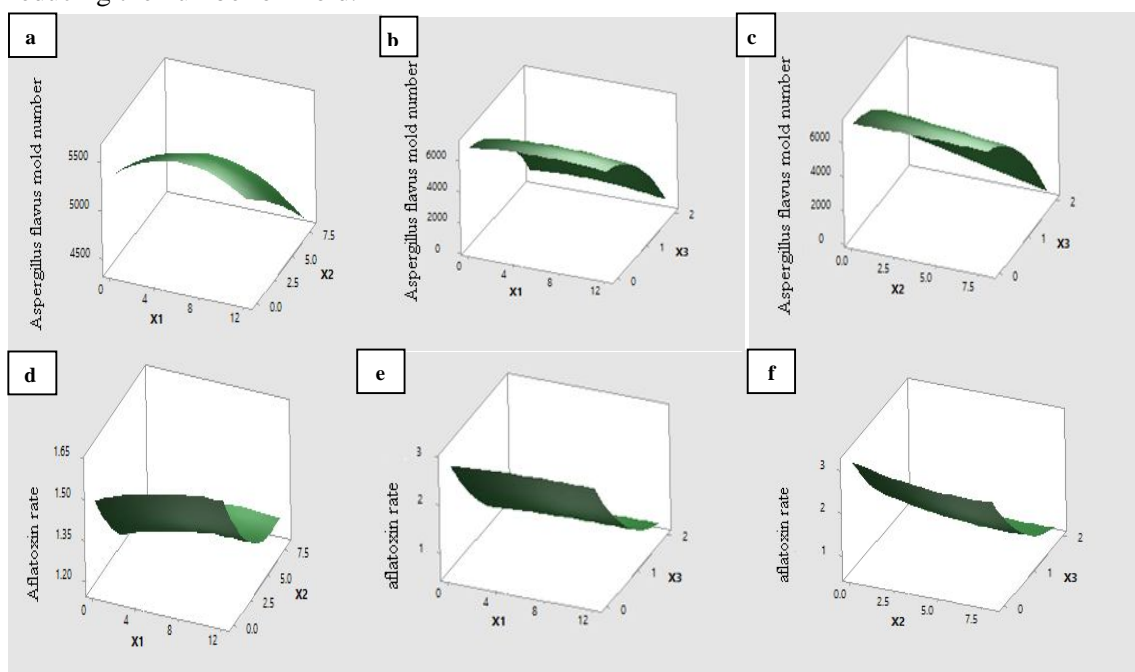 a
b
c
Aspergillus flavus mold number
5500
5000
4500
0
4
8
12
X1
0.0
2.5
5.0
7.5
X2
Aspergillus flavus mold number
6000
4000
2000
0
0
4
8
12
X1
0
1
2
X3
Aspergillus flavus mold number
6000
4000
2000
0
0.0
2.5
5.0
7.5
X2
0
1
2
X3
d
e
f
Aflatoxin rate
1.65
1.50
1.35
1.20
0
4
8
12
X1
0.0
2.5
5.0
7.5
X2
aflatoxin rate
3
2
1
0
4
8
12
X1
0
1
2
X3
aflatoxin rate
3
2
1
0.0
2.5
5.0
7.5
X2
0
1
2
X3